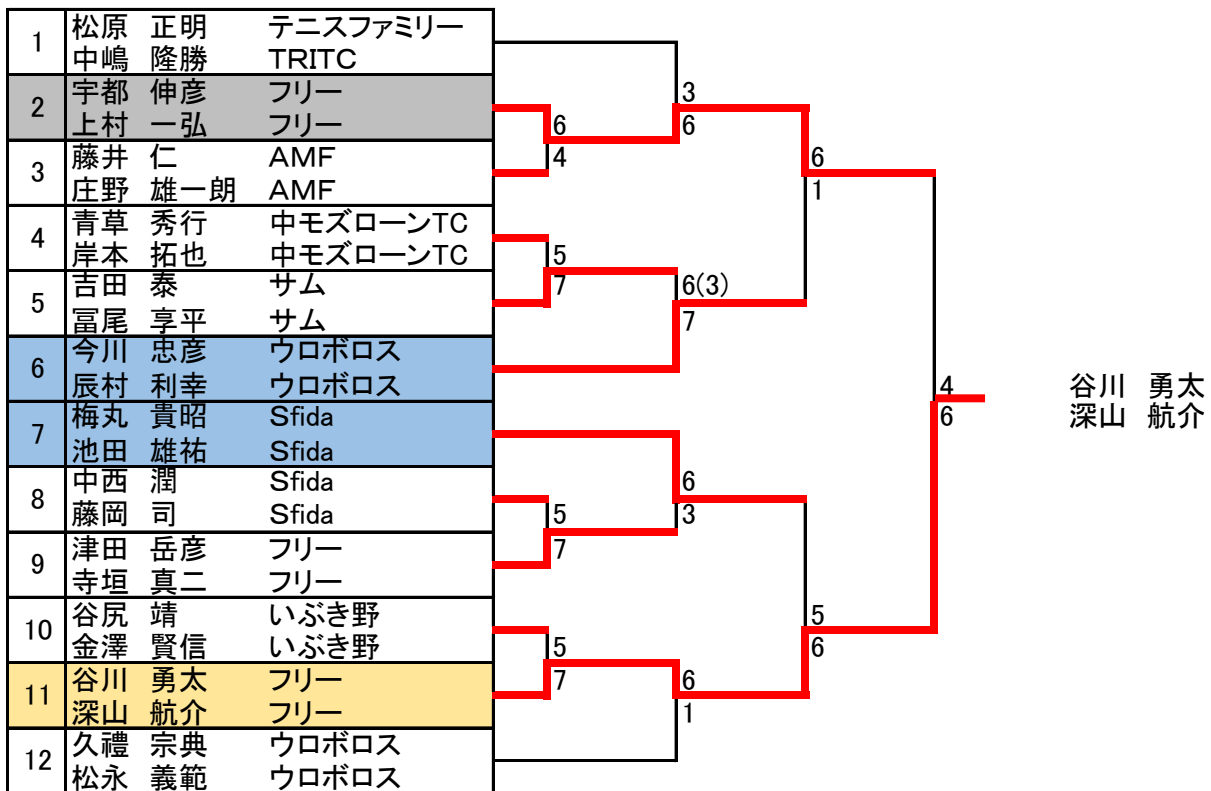 1 松原 正明 テニスファミリー
中嶋 隆勝 TRITC
2 宇都 伸彦 フリー
上村 一弘 フリー
3 藤井 仁 AMF
庄野 雄一朗 AMF
4 青草 秀行 中モズローンTC
岸本 拓也 中モズローンTC
5 吉田 泰 サム
冨尾 享平 サム
6 今川 忠彦 ウロボロス
辰村 利幸 ウロボロス
7 梅丸 貴昭 Sfida
池田 雄祐 Sfida
8 中西 潤 Sfida
藤岡 司 Sfida
9 津田 岳彦 フリー
寺垣 真二 フリー
10 谷尻 靖 いぶき野
金澤 賢信 いぶき野
11 谷川 勇太 フリー
深山 航介 フリー
12 久禮 宗典 ウロボロス
松永 義範 ウロボロス
6
4
5
7
5
7
5
7
3
6
6(3)
7
6
3
6
1
6
1
5
6
4
6
谷川 勇太
深山 航介